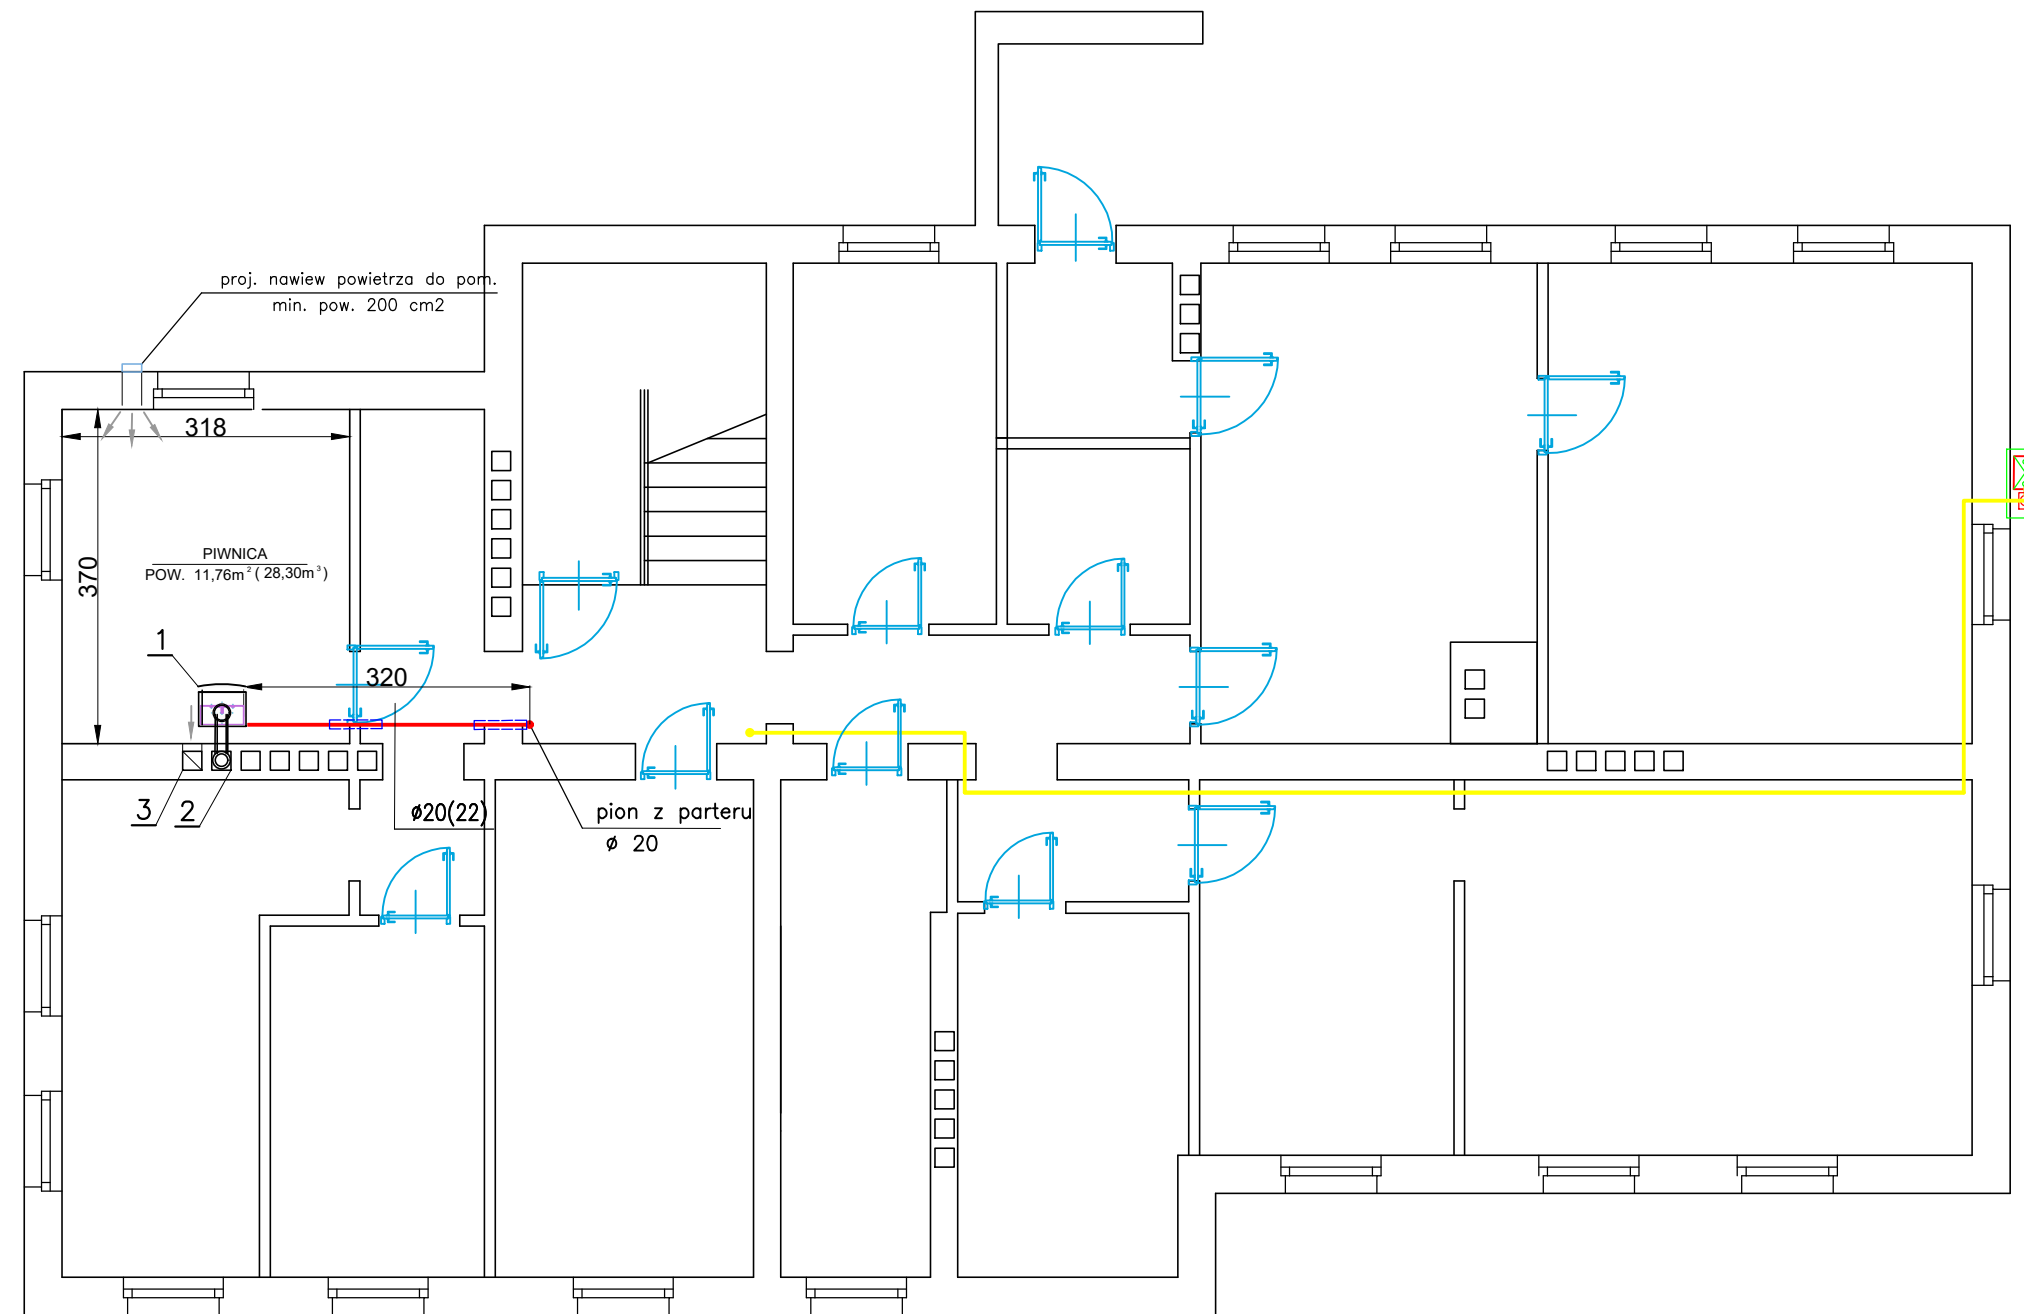 proj. nawiew powietrza do pom.
min. pow. 200 cm2
318
370
PIWNICA
POW. 11,76m² ( 28,30m³)
1
320
3
2
ø20(22)
pion z parteru
ø 20